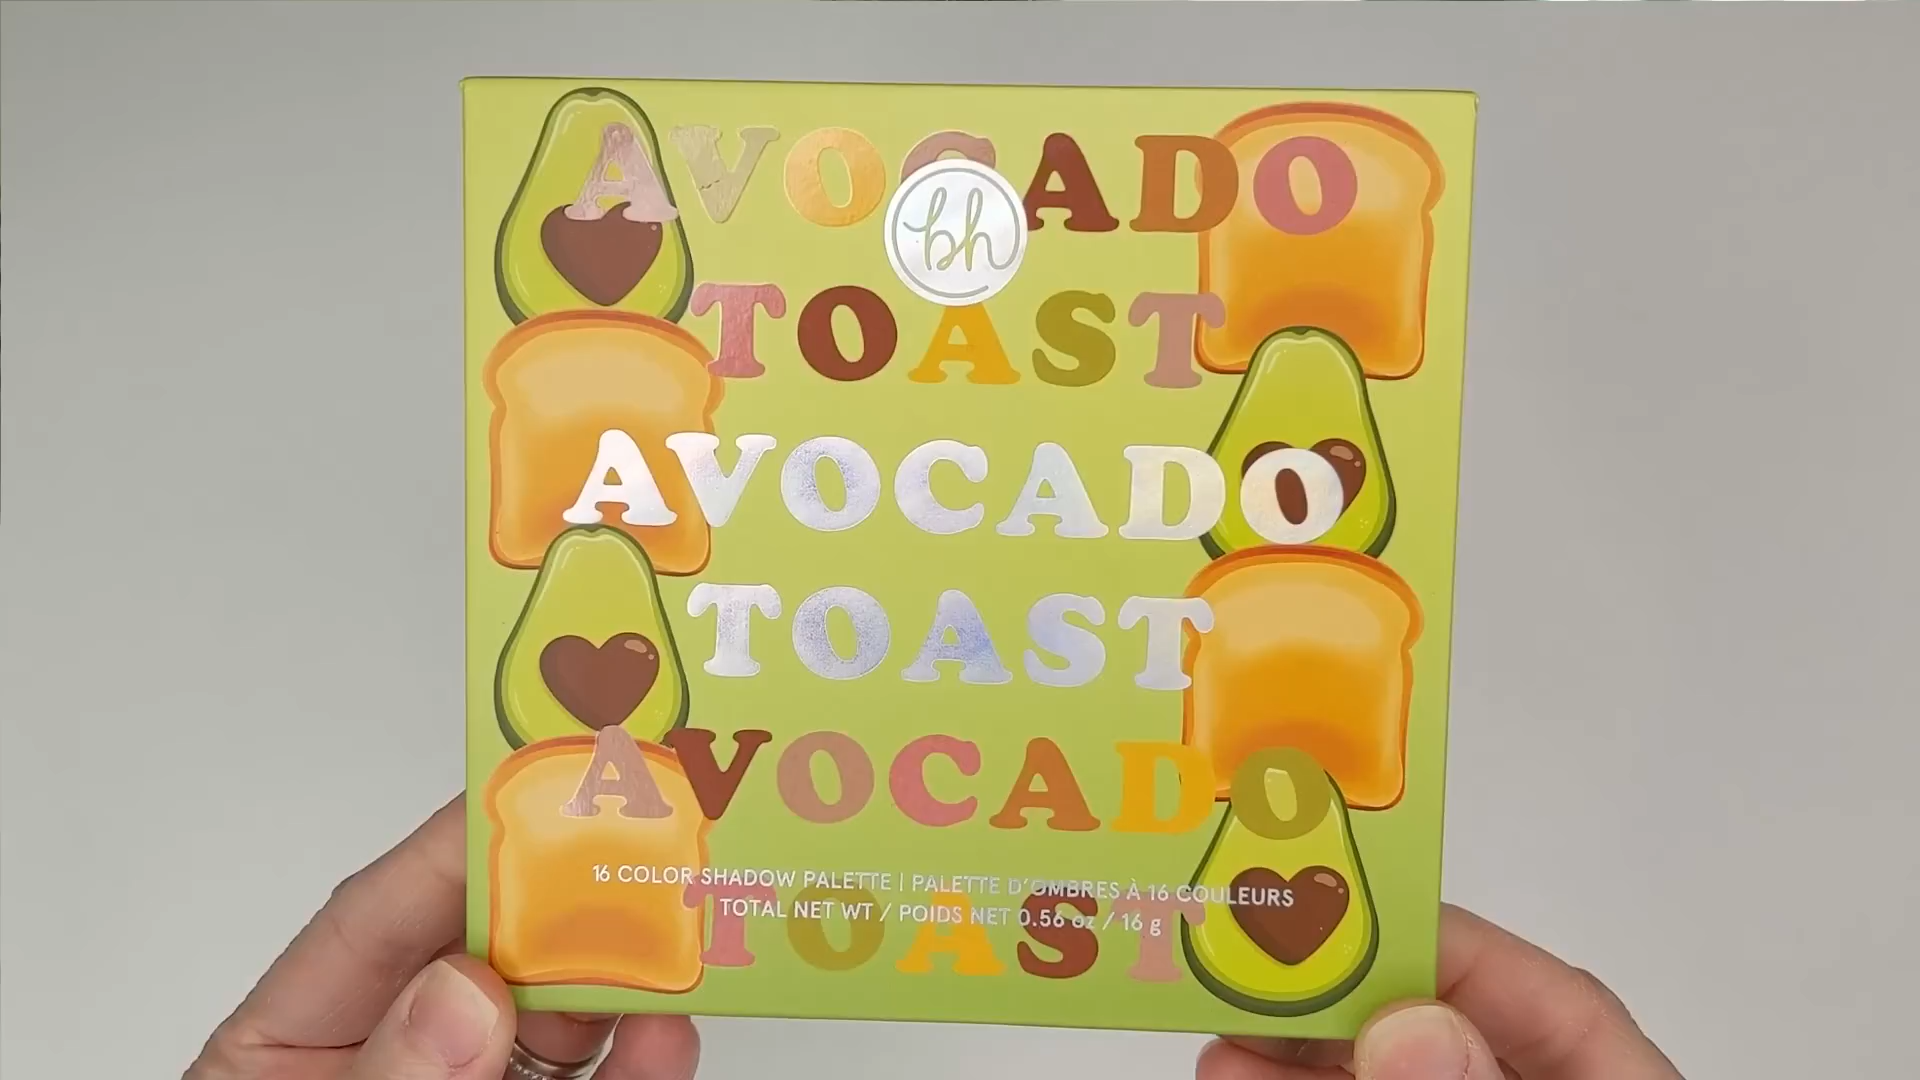 AVOCADO
bh
TOAST
AVOCADO
TOAST
AVOCADO
16 COLOR SHADOW PALETTE | PALETTE D'OMBRES À 16 COULEURS
TOTAL NET WT / POIDS NET 0.56 oz / 16 g
TOAST